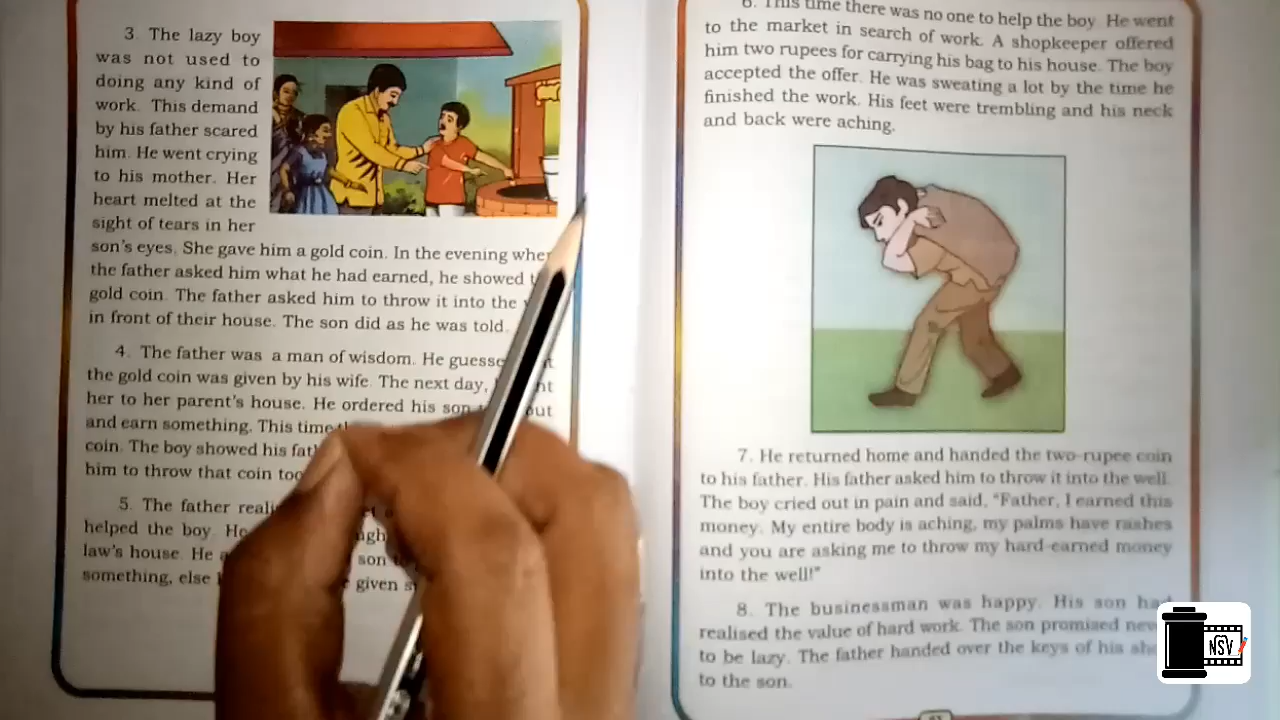 3. The lazy boy
was not used to
doing any kind of
work. This demand
by his father scared
him. He went crying
to his mother. Her
heart melted at the
sight of tears in her
son's eyes. She gave him a gold coin. In the evening when
the father asked him what he had earned, he showed
gold coin. The father asked him to throw it into the
in front of their house. The son did as he was told.
4. The father was a man of wisdom. He
the gold coin was given by his wife. The next day,
her to her parent's house. He ordered his son
and earn something. This time
coin. The boy showed his
him to throw that coin too
5. The father
helped the boy. He
law's house. He
son
something, else
given
6. This time there was no one to help the boy. He went
to the market in search of work. A shopkeeper offered
him two rupees for carrying his bag to his house. The boy
accepted the offer. He was sweating a lot by the time he
finished the work. His feet were trembling and his neck
and back were aching.
7. He returned home and handed the two-rupee coin
to his father. His father asked him to throw it into the well.
The boy cried out in pain and said, "Father, I earned this
money. My entire body is aching, my palms have rashes
and you are asking me to throw my hard-earned money
into the well!"
8. The businessman was happy. His son had
realised the value of hard work. The son promised
to be lazy. The father handed over the keys of his
to the son.
NSV